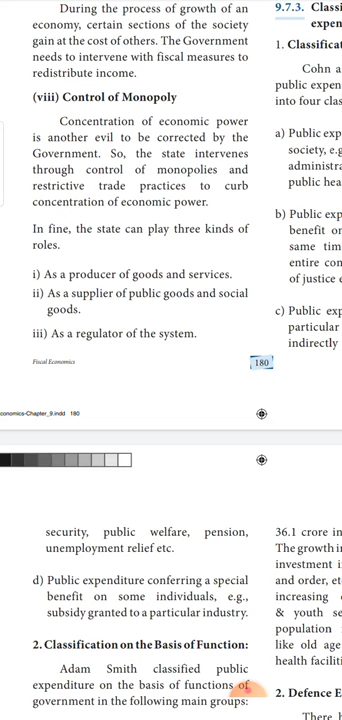 During the process of growth of an
economy, certain sections of the society
gain at the cost of others. The Government
needs to intervene with fiscal measures to
redistribute income.
(viii) Control of Monopoly
Concentration of economic power
is another evil to be corrected by the
Government. So, the state intervenes
through control of monopolies and
restrictive trade practices to curb
concentration of economic power.
In fine, the state can play three kinds of
roles.
i) As a producer of goods and services.
ii) As a supplier of public goods and social
goods.
iii) As a regulator of the system.
9.7.3. Classi
expen
1. Classificat
Cohn a
public expen
into four clas
a) Public exp
society, e.g
administra
public hea
b) Public exp
benefit on
same tim
entire con
of justice e
c) Public exp
particular
indirectly
Fiscal Economics
180
conomics-Chapter_9.indd 180
security, public welfare, pension,
unemployment relief etc.
d) Public expenditure conferring a special
benefit on some individuals, e.g.,
subsidy granted to a particular industry.
2. Classification on the Basis of Function:
Adam Smith classified public
expenditure on the basis of functions of
government in the following main groups:
36.1 crore in
The growth in
investment i
and order, et
increasing
& youth se
population
like old age
health faciliti
2. Defence E
There h